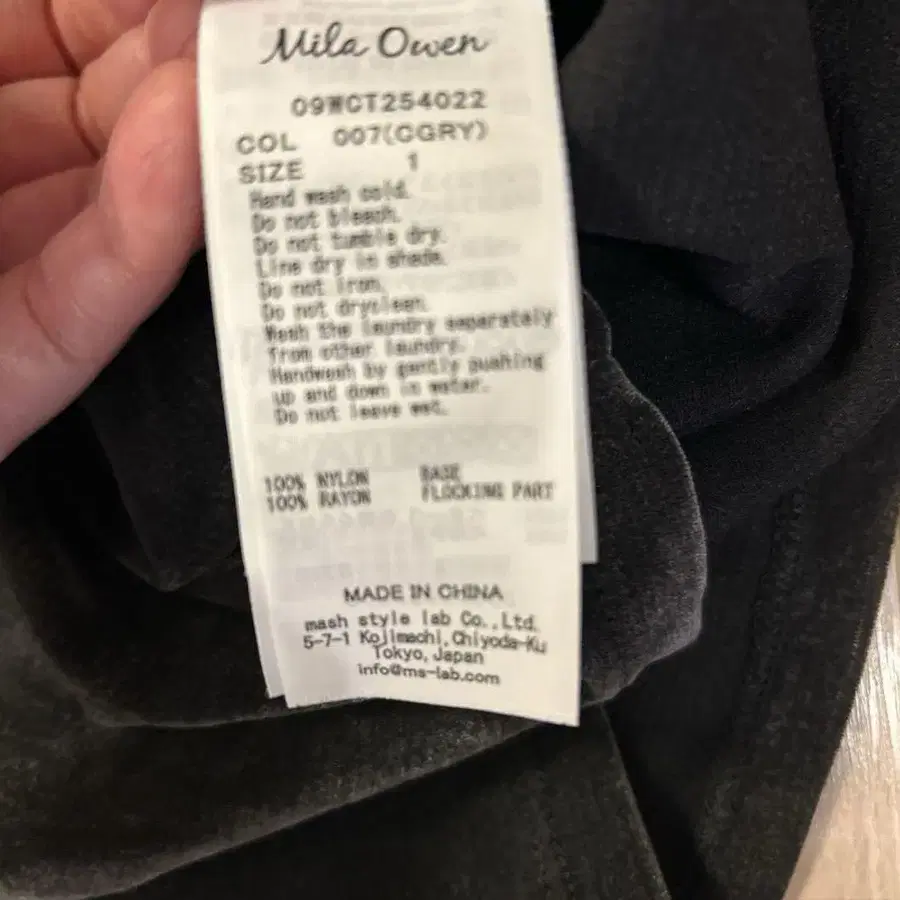 Mila Owen
09WCT254022
COL 007(CGRY)
SIZE 1
Hand wash cold.
Do not bleach.
Do not tumble dry.
Line dry in shade.
Do not iron.
Do not dryclean.
Wash the laundry separately
from other laundry.
Handwash by gently pushing
up and down in water.
Do not leave wet.
100% NYLON BASE
100% RAYON FLOCKING PART
MADE IN CHINA
mash style lab Co.,Ltd.
5-7-1 Kojimachi,Chiyoda-Ku
Tokyo,Japan
info@ms-lab.com